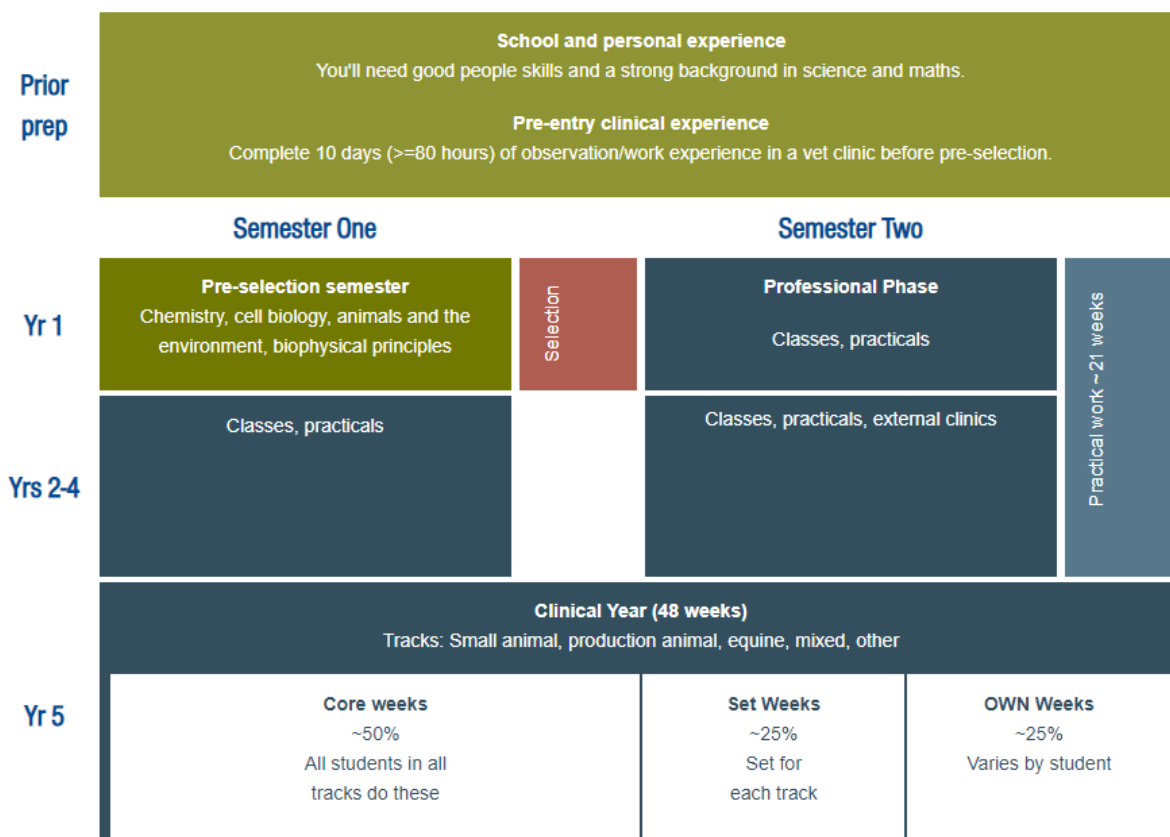 Prior
prep
School and personal experience
You'll need good people skills and a strong background in science and maths.
Pre-entry clinical experience
Complete 10 days (>=80 hours) of observation/work experience in a vet clinic before pre-selection.
Semester One
Semester Two
Yr 1
Pre-selection semester
Chemistry, cell biology, animals and the
environment, biophysical principles
Selection
Professional Phase
Classes, practicals
Practical work ~ 21 weeks
Yrs 2-4
Classes, practicals
Classes, practicals, external clinics
Yr 5
Clinical Year (48 weeks)
Tracks: Small animal, production animal, equine, mixed, other
Core weeks
~50%
All students in all
tracks do these
Set Weeks
~25%
Set for
each track
OWN Weeks
~25%
Varies by student